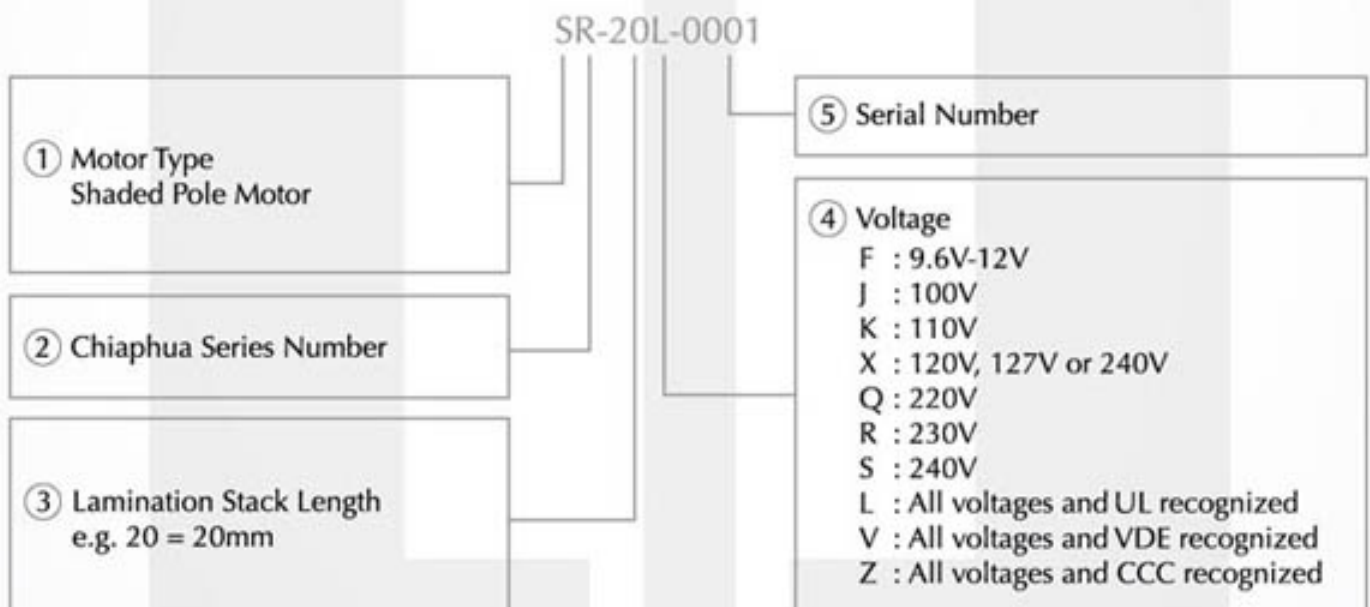 SR-20L-0001
① Motor Type
Shaded Pole Motor
② Chiaphua Series Number
③ Lamination Stack Length
e.g. 20 = 20mm
⑤ Serial Number
④ Voltage
F : 9.6V-12V
J : 100V
K : 110V
X : 120V, 127V or 240V
Q : 220V
R : 230V
S : 240V
L : All voltages and UL recognized
V : All voltages and VDE recognized
Z : All voltages and CCC recognized